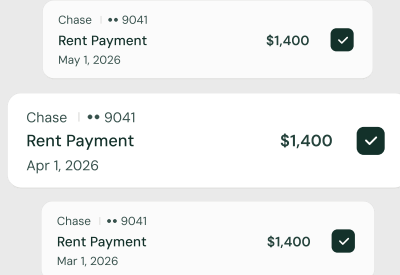 Chase | •• 9041
Rent Payment $1,400
May 1, 2026
Chase | •• 9041
Rent Payment $1,400
Apr 1, 2026
Chase | •• 9041
Rent Payment $1,400
Mar 1, 2026